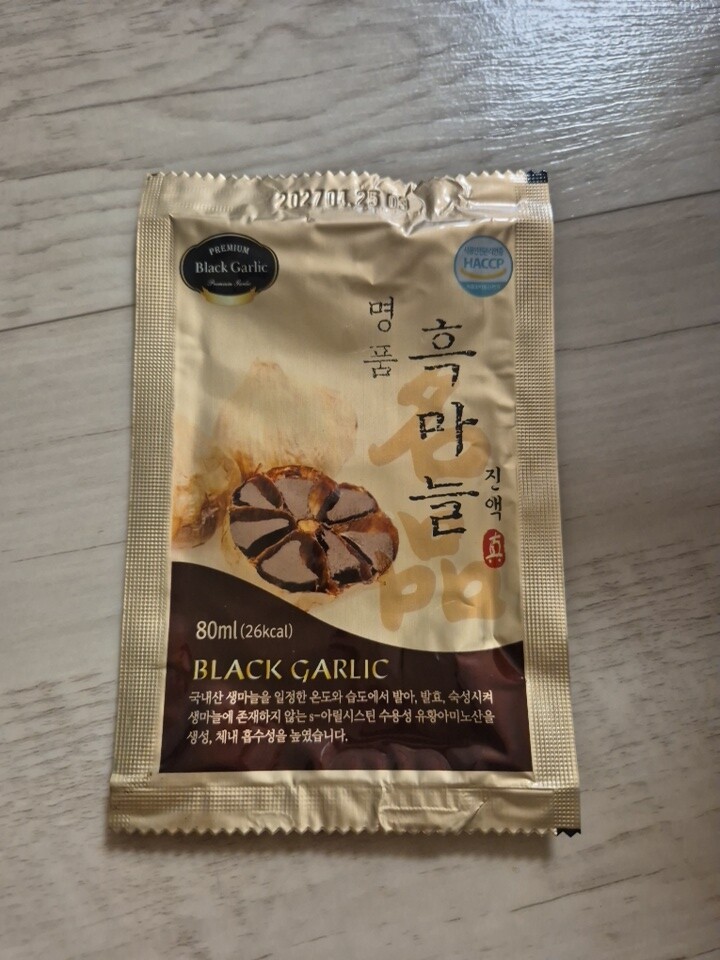 2027.04.25
PREMIUM
Black Garlic
HACCP
명품
흑마늘
진액
真
名品
80ml (26kcal)
BLACK GARLIC
국내산 생마늘을 일정한 온도와 습도에서 발아, 발효, 숙성시켜
생마늘에 존재하지 않는 s-아릴시스틴 수용성 유황아미노산을
생성, 체내 흡수성을 높였습니다.